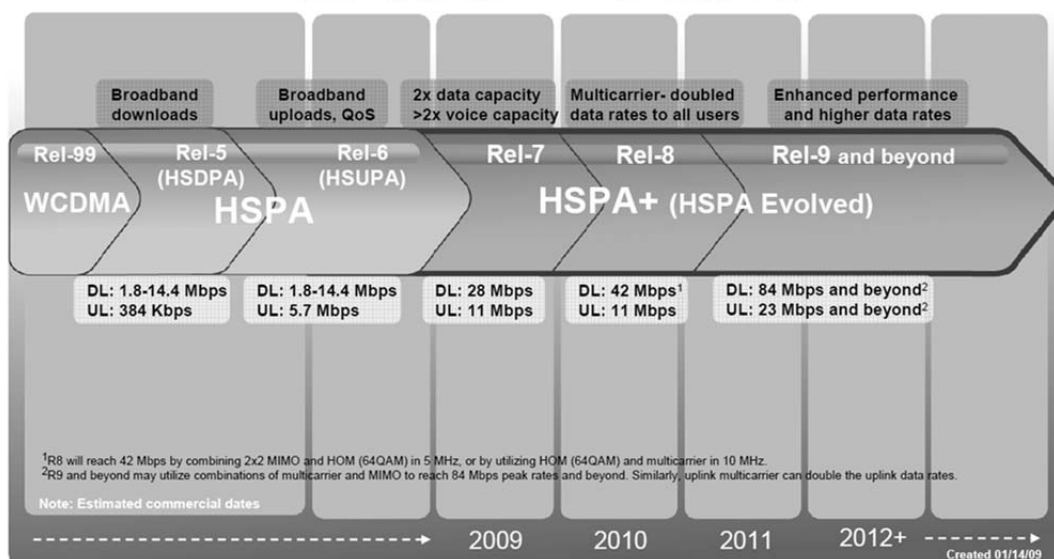 Broadband
downloads
Broadband
uploads, QoS
2x data capacity
>2x voice capacity
Multicarrier- doubled
data rates to all users
Enhanced performance
and higher data rates
Rel-99
Rel-5
(HSDPA)
Rel-6
(HSUPA)
Rel-7
Rel-8
Rel-9 and beyond
WCDMA
HSPA
HSPA+ (HSPA Evolved)
DL: 1.8-14.4 Mbps
UL: 384 Kbps
DL: 1.8-14.4 Mbps
UL: 5.7 Mbps
DL: 28 Mbps
UL: 11 Mbps
DL: 42 Mbps¹
UL: 11 Mbps
DL: 84 Mbps and beyond²
UL: 23 Mbps and beyond²
¹R8 will reach 42 Mbps by combining 2x2 MIMO and HOM (64QAM) in 5 MHz, or by utilizing HOM (64QAM) and multicarrier in 10 MHz.
²R9 and beyond may utilize combinations of multicarrier and MIMO to reach 84 Mbps peak rates and beyond. Similarly, uplink multicarrier can double the uplink data rates.
Note: Estimated commercial dates
2009 2010 2011 2012+
Created 01/14/09